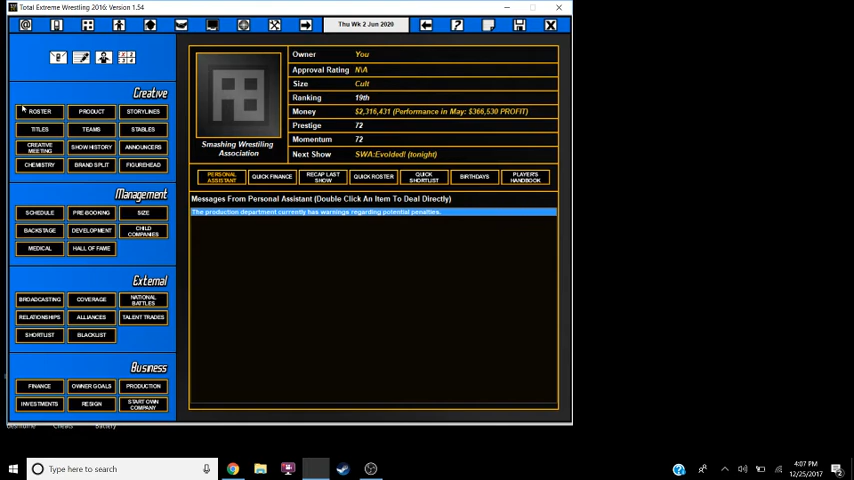 Total Extreme Wrestling 2016: Version 1.54
Thu Wk 2 Jun 2020
Creative
ROSTER PRODUCT STORYLINES
TITLES TEAMS STABLES
CREATIVE MEETING SHOW HISTORY ANNOUNCERS
CHEMISTRY BRAND SPLIT FIGUREHEAD
Management
SCHEDULE PRE BOOKING SIZE
BACKSTAGE DEVELOPMENT CHILD COMPANIES
MEDICAL HALL OF FAME
External
BROADCASTING COVERAGE NATIONAL BATTLES
RELATIONSHIPS ALLIANCES TALENT TRADES
SHORTLIST BLACKLIST
Business
FINANCE OWNER GOALS PRODUCTION
INVESTMENTS RESIGN START OWN COMPANY
Smashing Wrestling
Association
Owner You
Approval Rating N\A
Size Cult
Ranking 19th
Money $2,316,431 (Performance in May: $366,530 PROFIT)
Prestige 72
Momentum 72
Next Show SWA:Evolded! (tonight)
PERSONAL ASSISTANT QUICK FINANCE RECAP LAST SHOW QUICK ROSTER QUICK SHORTLIST BIRTHDAYS PLAYER'S HANDBOOK
Messages From Personal Assistant (Double Click An Item To Deal Directly)
The production department currently has warnings regarding potential penalties.
Cheats Battery
Type here to search
4:07 PM
12/25/2017